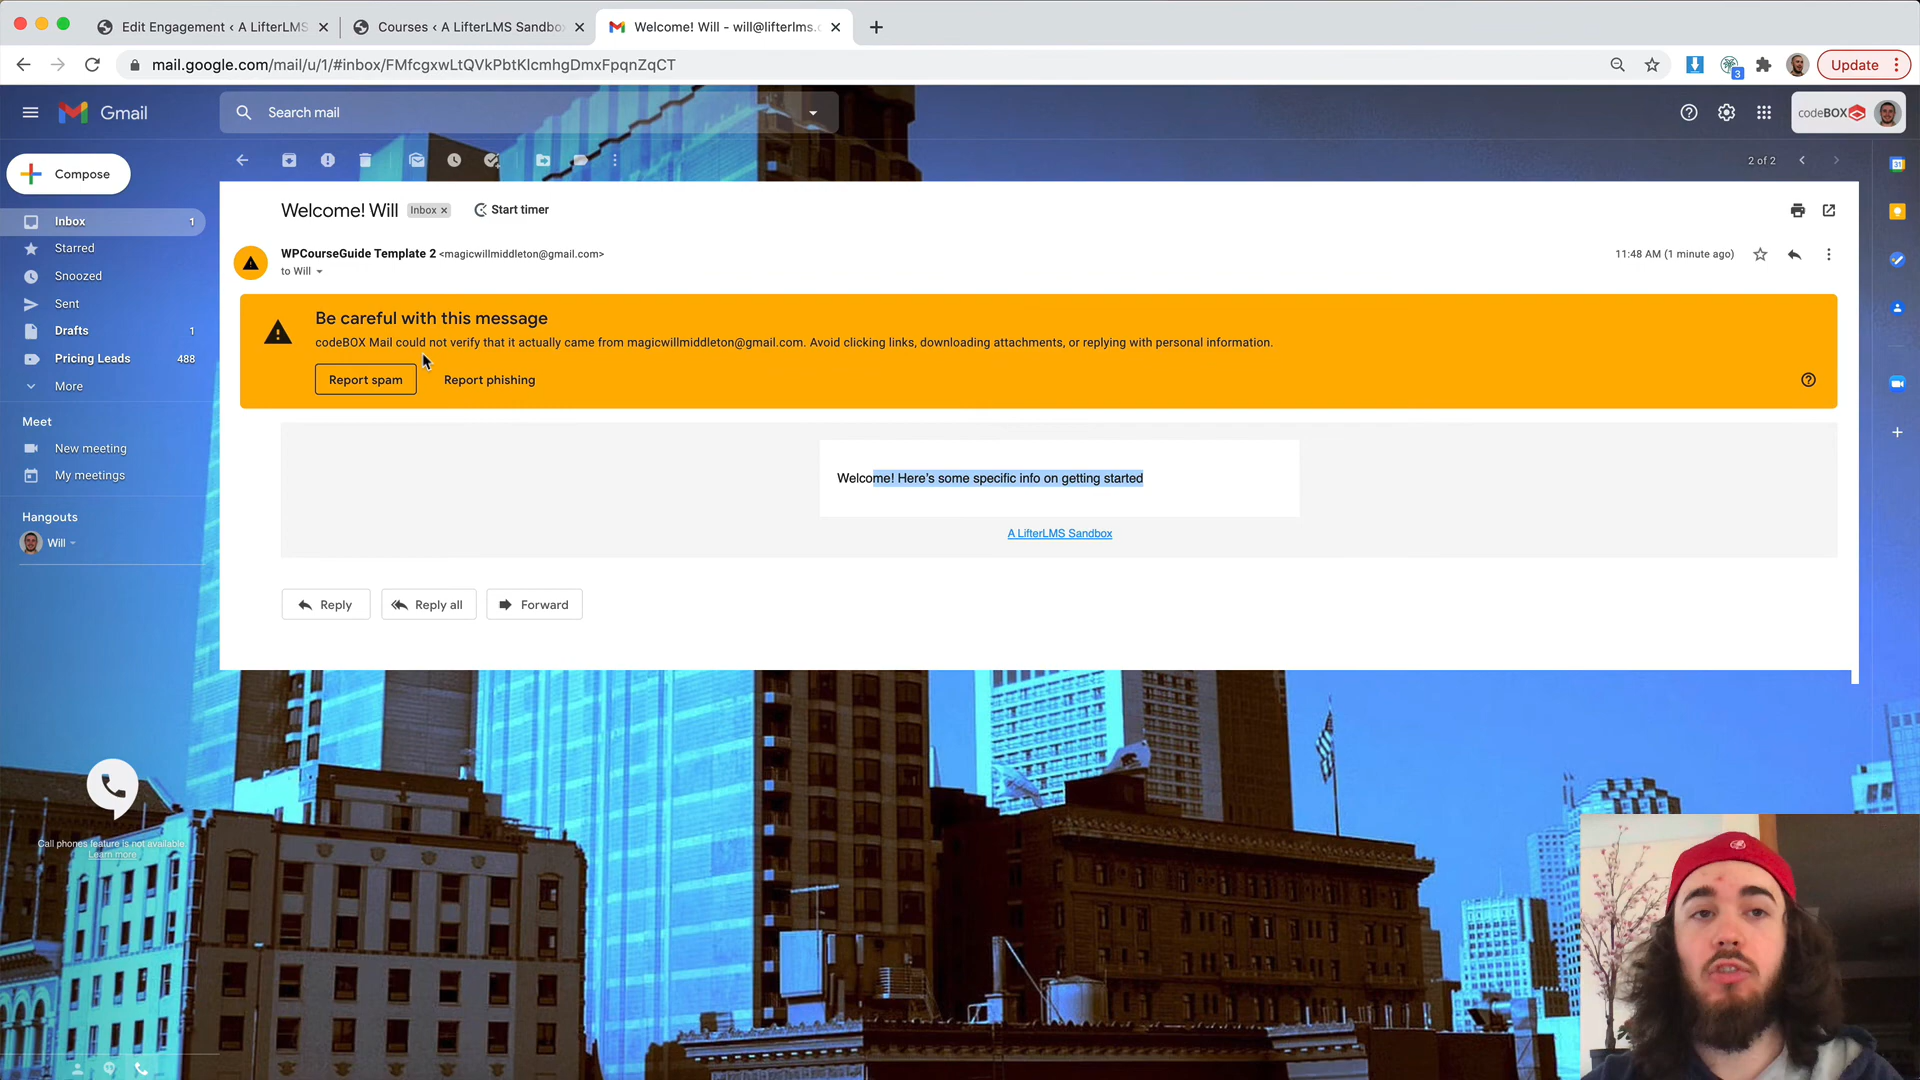 Edit Engagement ‹ A LifterLMS
Courses ‹ A LifterLMS Sandbo
Welcome! Will - will@lifterlms.
mail.google.com/mail/u/1/#inbox/FMfcgxwLtQVkPbtKlcmhgDmxFpqnZqCT
3
Update
Gmail
Search mail
codeBOX
Compose
2 of 2
Inbox 1
Starred
Snoozed
Sent
Drafts 1
Pricing Leads 488
More
Meet
New meeting
My meetings
Hangouts
Will
Call phones feature is not available
Learn more
Welcome! Will Inbox × Start timer
WPCourseGuide Template 2 <magicwillmiddleton@gmail.com>
11:48 AM (1 minute ago)
to Will
Be careful with this message
codeBOX Mail could not verify that it actually came from magicwillmiddleton@gmail.com. Avoid clicking links, downloading attachments, or replying with personal information.
Report spam Report phishing
Welcome! Here's some specific info on getting started
A LifterLMS Sandbox
Reply Reply all Forward
31